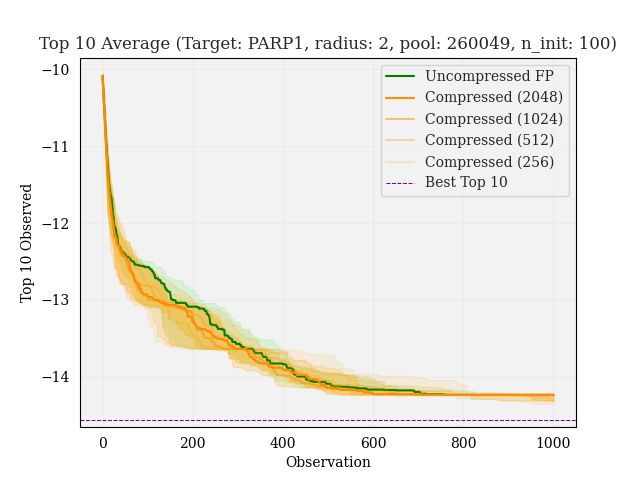 Top 10 Average (Target: PARP1, radius: 2, pool: 260049, n_init: 100)
−10
−11
−12
−13
−14
Top 10 Observed
Uncompressed FP
Compressed (2048)
Compressed (1024)
Compressed (512)
Compressed (256)
Best Top 10
0
200
400
600
800
1000
Observation